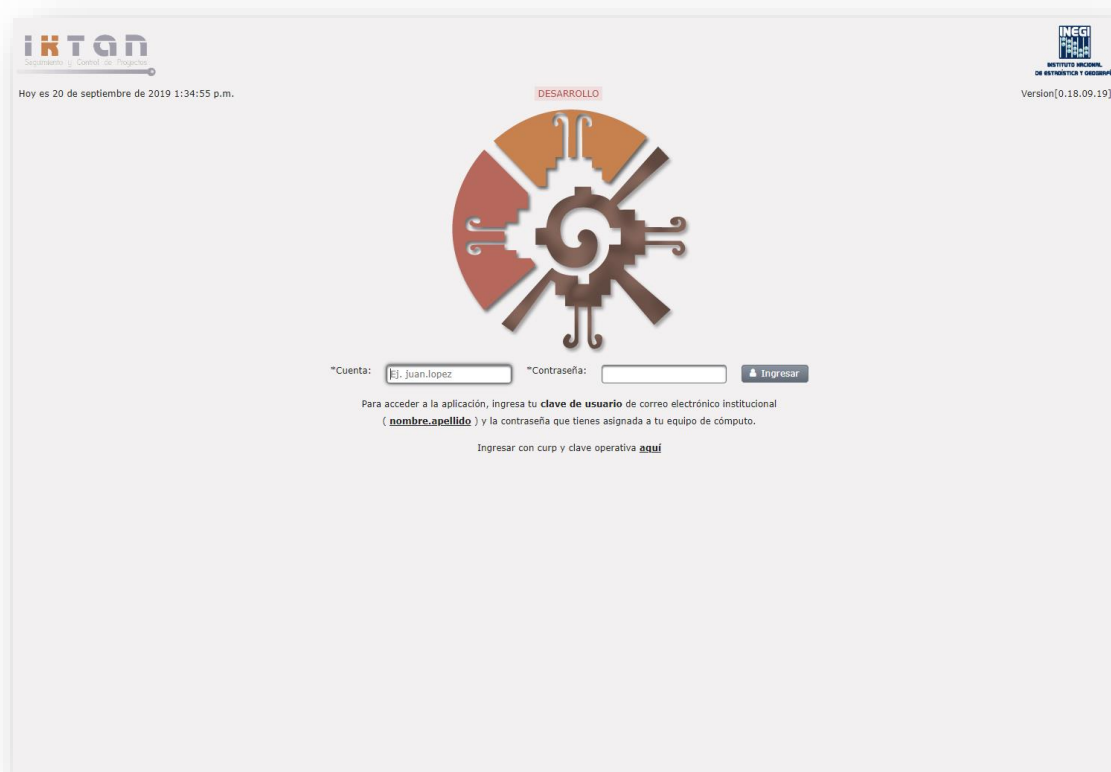 iKTan
Seguimiento y Control de Proyectos
INEGI
INSTITUTO NACIONAL
DE ESTADÍSTICA Y GEOGRAFÍ
Hoy es 20 de septiembre de 2019 1:34:55 p.m.
DESARROLLO
Version[0.18.09.19]
*Cuenta: Ej. juan.lopez *Contraseña: Ingresar
Para acceder a la aplicación, ingresa tu clave de usuario de correo electrónico institucional
( nombre.apellido ) y la contraseña que tienes asignada a tu equipo de cómputo.
Ingresar con curp y clave operativa aquí